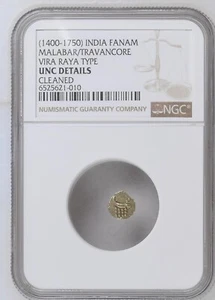 (1400-1750) INDIA FANAM
MALABAR/TRAVANCORE
VIRA RAYA TYPE
UNC DETAILS
CLEANED
6525621-010
NUMISMATIC GUARANTY COMPANY
NGC